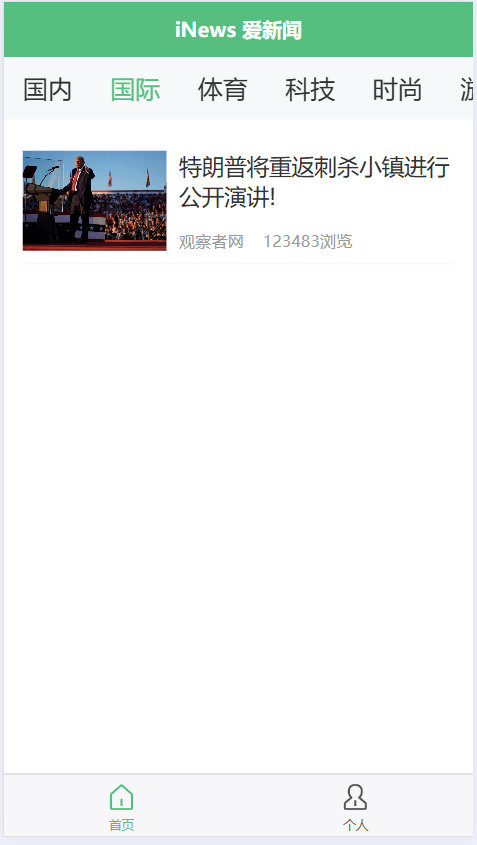 iNews 爱新闻
国内 国际 体育 科技 时尚 游
特朗普将重返刺杀小镇进行
公开演讲!
观察者网 123483浏览
首页 个人